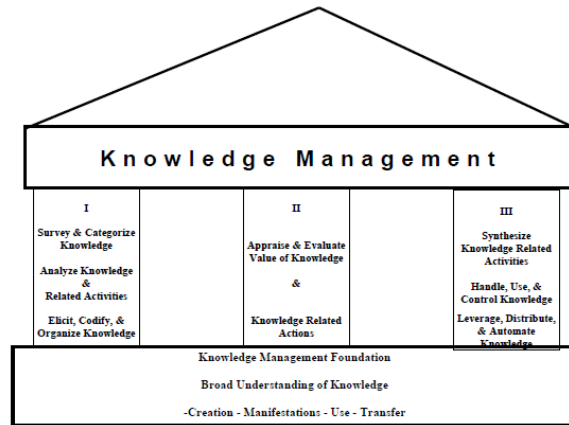 Knowledge Management
I
Survey & Categorize
Knowledge
Analyze Knowledge
&
Related Activities
Elicit, Codify, &
Organize Knowledge
II
Appraise & Evaluate
Value of Knowledge
&
Knowledge Related
Actions
III
Synthesize
Knowledge Related
Activities
Handle, Use, &
Control Knowledge
Leverage, Distribute,
& Automate
Knowledge
Knowledge Management Foundation
Broad Understanding of Knowledge
-Creation - Manifestations - Use - Transfer